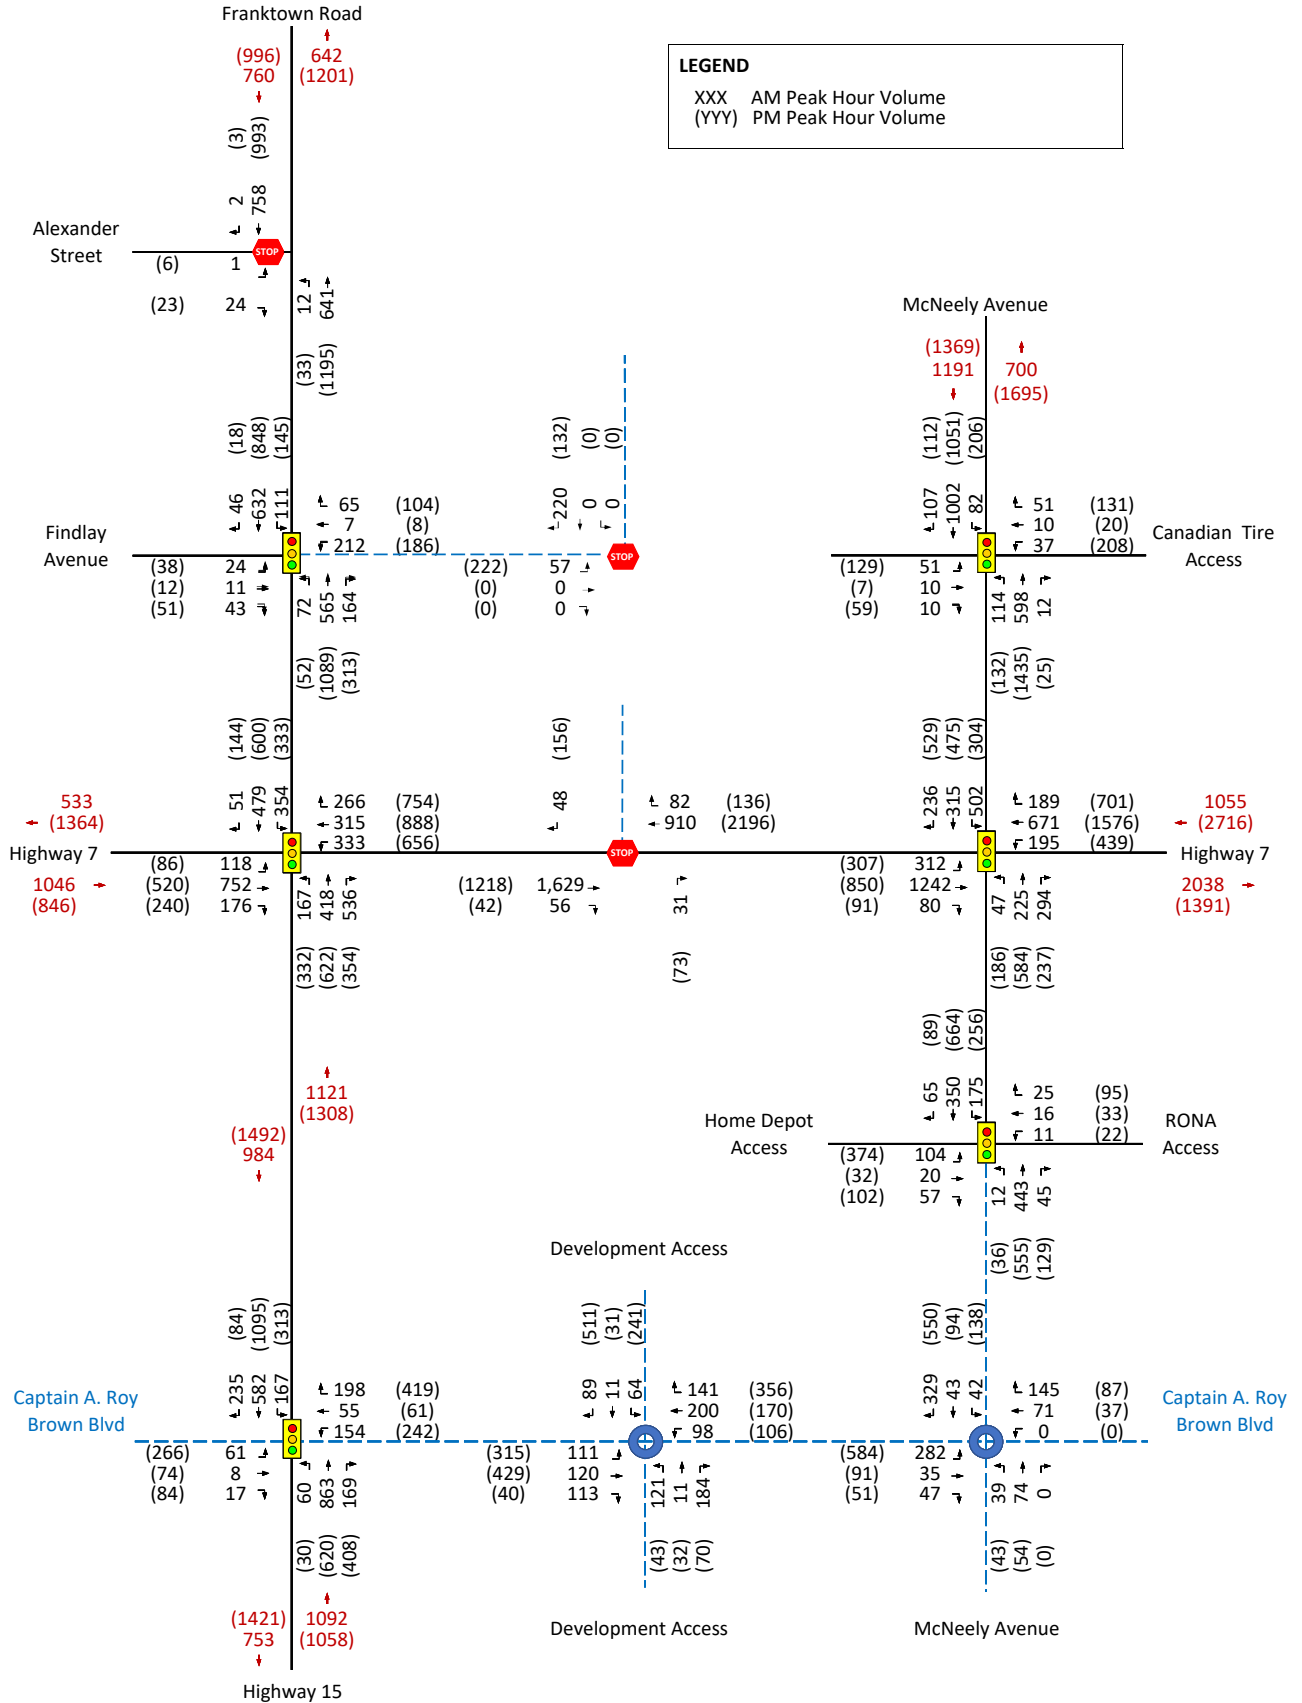 Franktown Road
(996) 642
760 (1201)
LEGEND
XXX AM Peak Hour Volume
(YYY) PM Peak Hour Volume
(3) (993)
2 758
Alexander
Street
STOP
(6) 1
(23) 24
12 641
(33) (1195)
McNeely Avenue
(1369) 700
1191 (1695)
(18) (848) (145)
(132) (0) (0)
(112) (1051) (206)
46 632 111
65 (104)
7 (8)
212 (186)
220 0 0
107 1002 82
51 (131)
10 (20)
37 (208)
Findlay
Avenue
STOP
Canadian Tire
Access
(38) 24
(12) 11
(51) 43
72 565 164
(222) 57
(0) 0
(0) 0
(129) 51
(7) 10
(59) 10
114 598 12
(52) (1089) (313)
(132) (1435) (25)
(144) (600) (333)
(156)
(529) (475) (304)
51 479 354
266 (754)
315 (888)
333 (656)
48
82 (136)
910 (2196)
236 315 502
189 (701)
671 (1576)
195 (439)
533
(1364)
1055
(2716)
Highway 7
STOP
Highway 7
1046
(846)
(86) 118
(520) 752
(240) 176
167 418 536
(1218) 1,629
(42) 56
31
(307) 312
(850) 1242
(91) 80
47 225 294
2038
(1391)
(332) (622) (354)
(73)
(186) (584) (237)
(89) (664) (256)
1121
(1308)
(1492)
984
65 350 175
25 (95)
16 (33)
11 (22)
Home Depot
Access
RONA
Access
(374) 104
(32) 20
(102) 57
12 443 45
Development Access
(36) (555) (129)
(84) (1095) (313)
(511) (31) (241)
(550) (94) (138)
235 582 167
198 (419)
55 (61)
154 (242)
89 11 64
141 (356)
200 (170)
98 (106)
329 43 42
145 (87)
71 (37)
0 (0)
Captain A. Roy
Brown Blvd
Captain A. Roy
Brown Blvd
(266) 61
(74) 8
(84) 17
60 863 169
(315) 111
(429) 120
(40) 113
121 11 184
(584) 282
(91) 35
(51) 47
39 74 0
(30) (620) (408)
(43) (32) (70)
(43) (54) (0)
(1421) 1092
753 (1058)
Development Access
McNeely Avenue
Highway 15